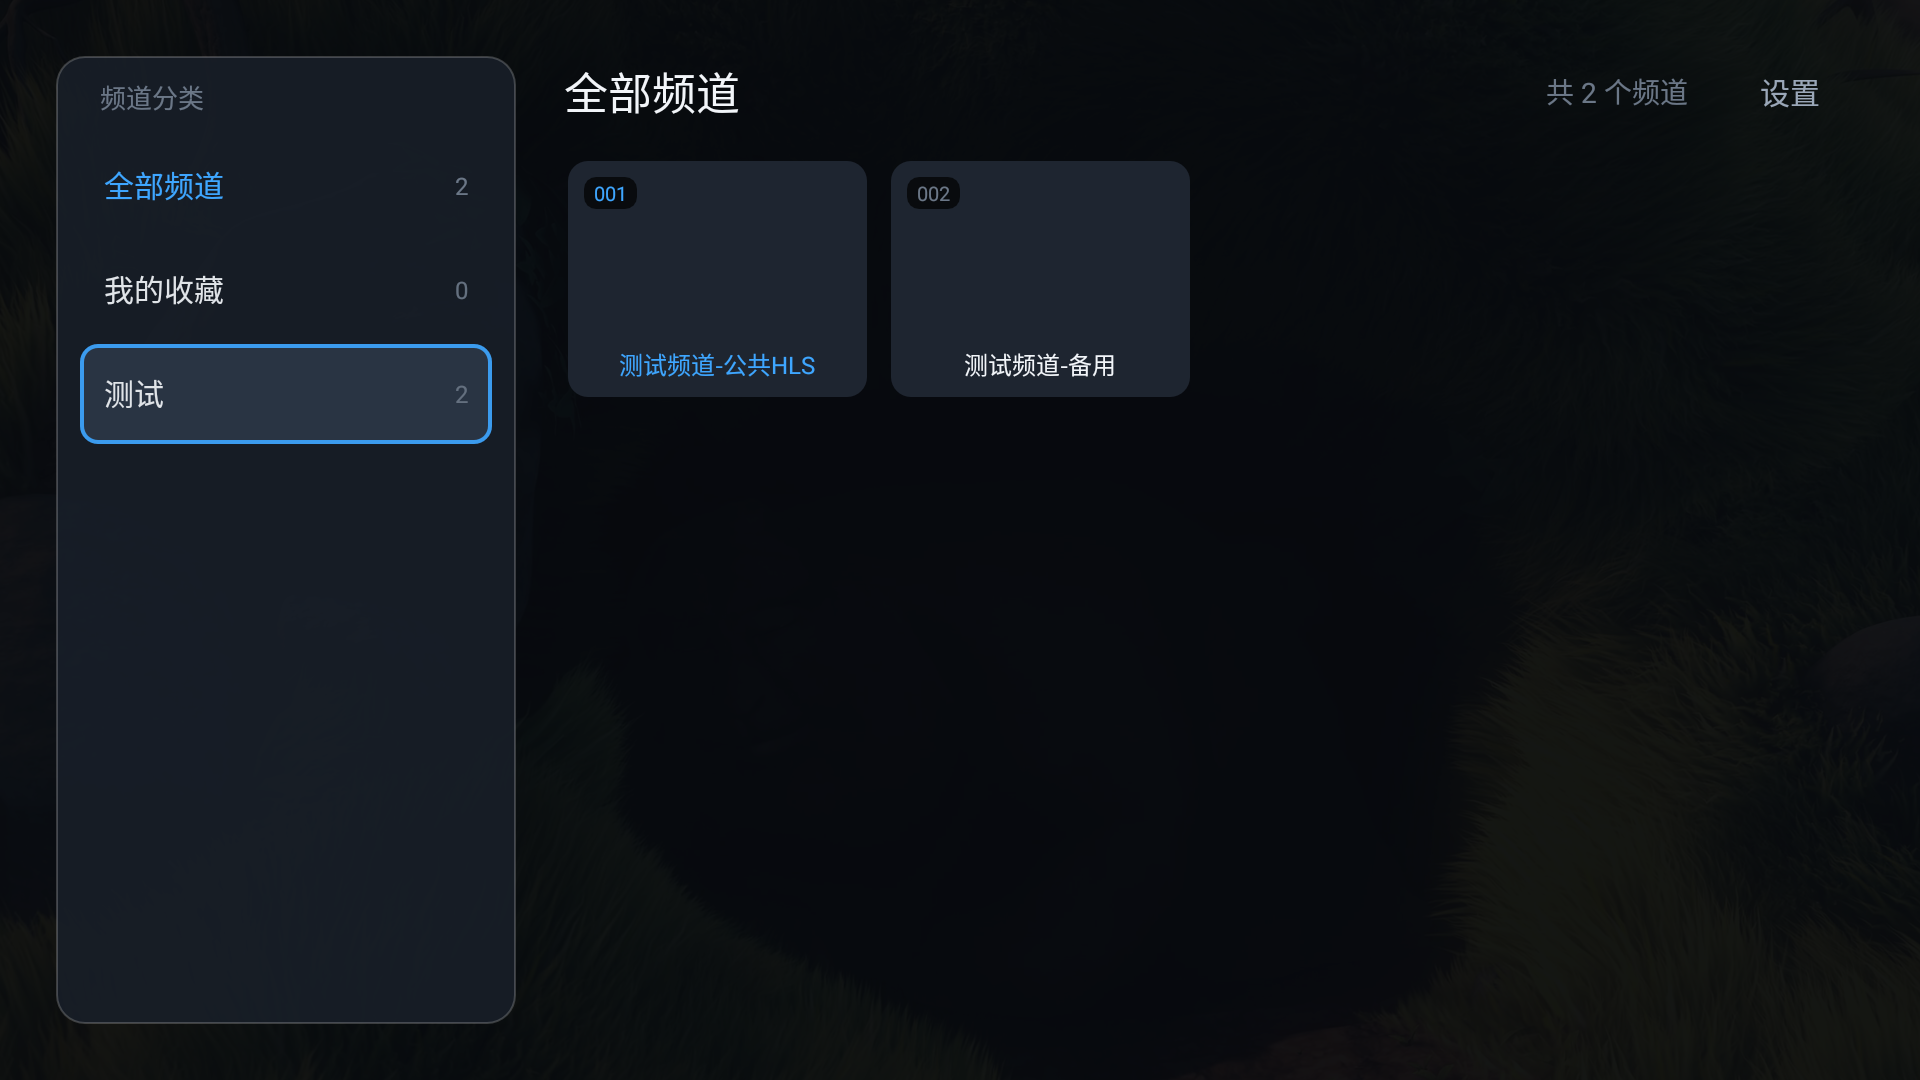 频道分类
全部频道 2
我的收藏 0
测试 2
全部频道
共 2 个频道
设置
001
测试频道-公共HLS
002
测试频道-备用